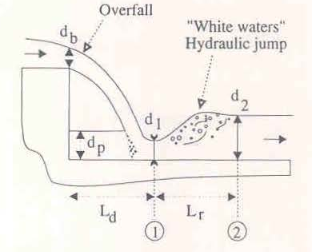 Overfall
"White waters"
Hydraulic jump
d_b
d_1
d_2
d_p
L_d
L_r
1
2